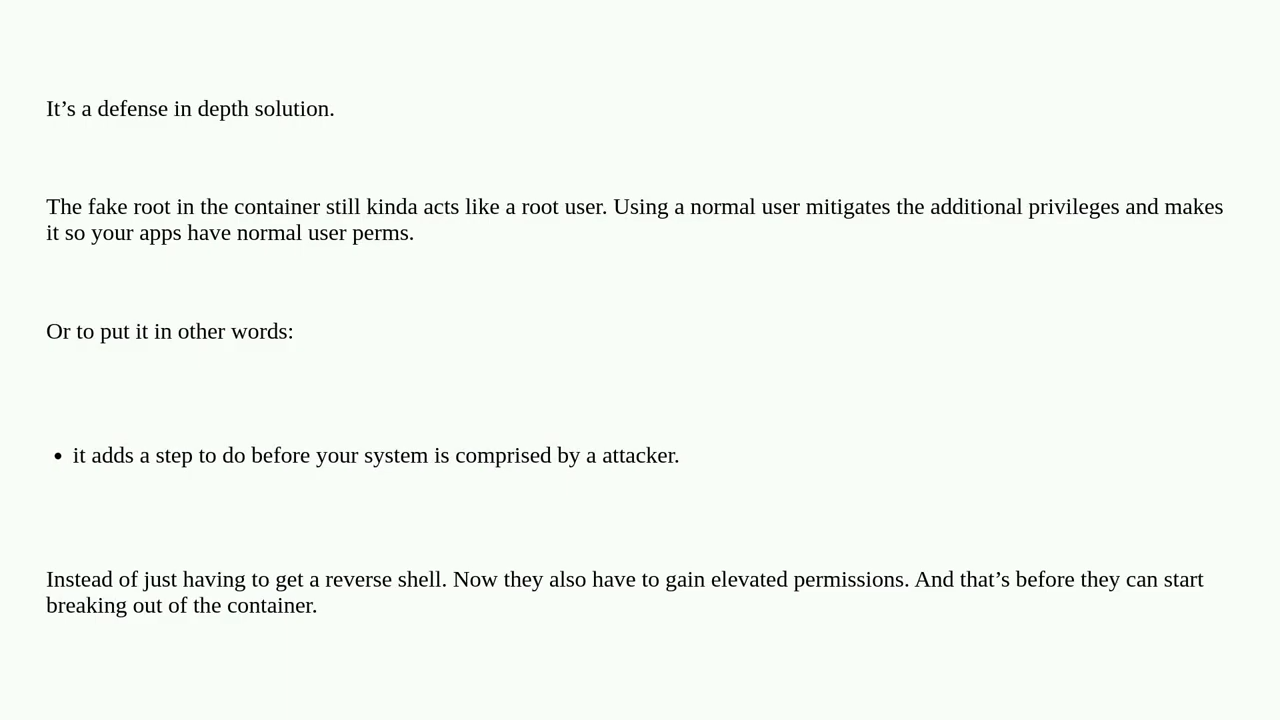 It’s a defense in depth solution.
The fake root in the container still kinda acts like a root user. Using a normal user mitigates the additional privileges and makes
it so your apps have normal user perms.
Or to put it in other words:
• it adds a step to do before your system is comprised by a attacker.
Instead of just having to get a reverse shell. Now they also have to gain elevated permissions. And that’s before they can start
breaking out of the container.